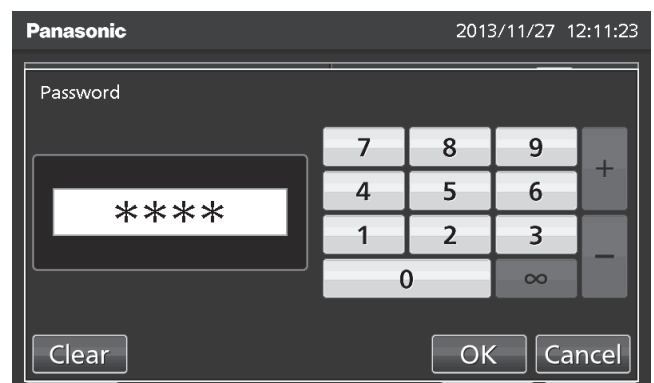 Panasonic 2013/11/27 12:11:23
Password
7 8 9 +
4 5 6
****
1 2 3 −
0 ∞
Clear OK Cancel